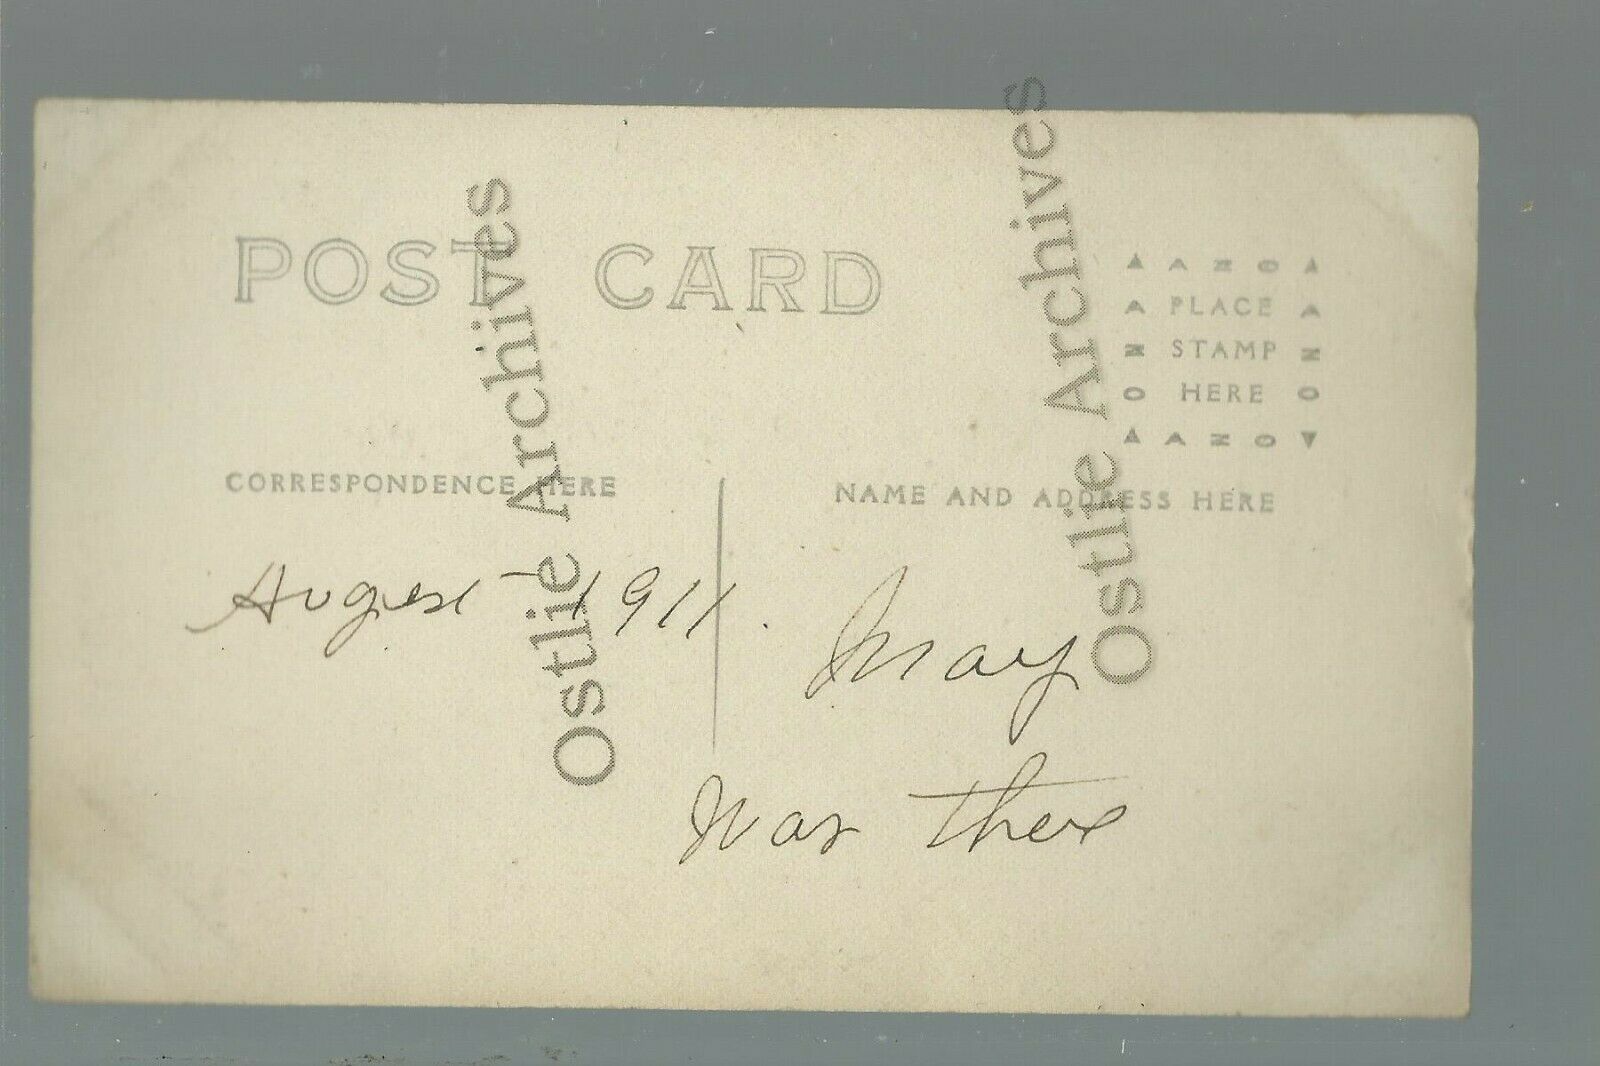 POST CARD
▲ A Z O ▲
A PLACE A
Z STAMP Z
O HERE O
▲ A Z O ▼
CORRESPONDENCE HERE
NAME AND ADDRESS HERE
August 1911.
May
was there
Ostlie Archives
Ostlie Archives